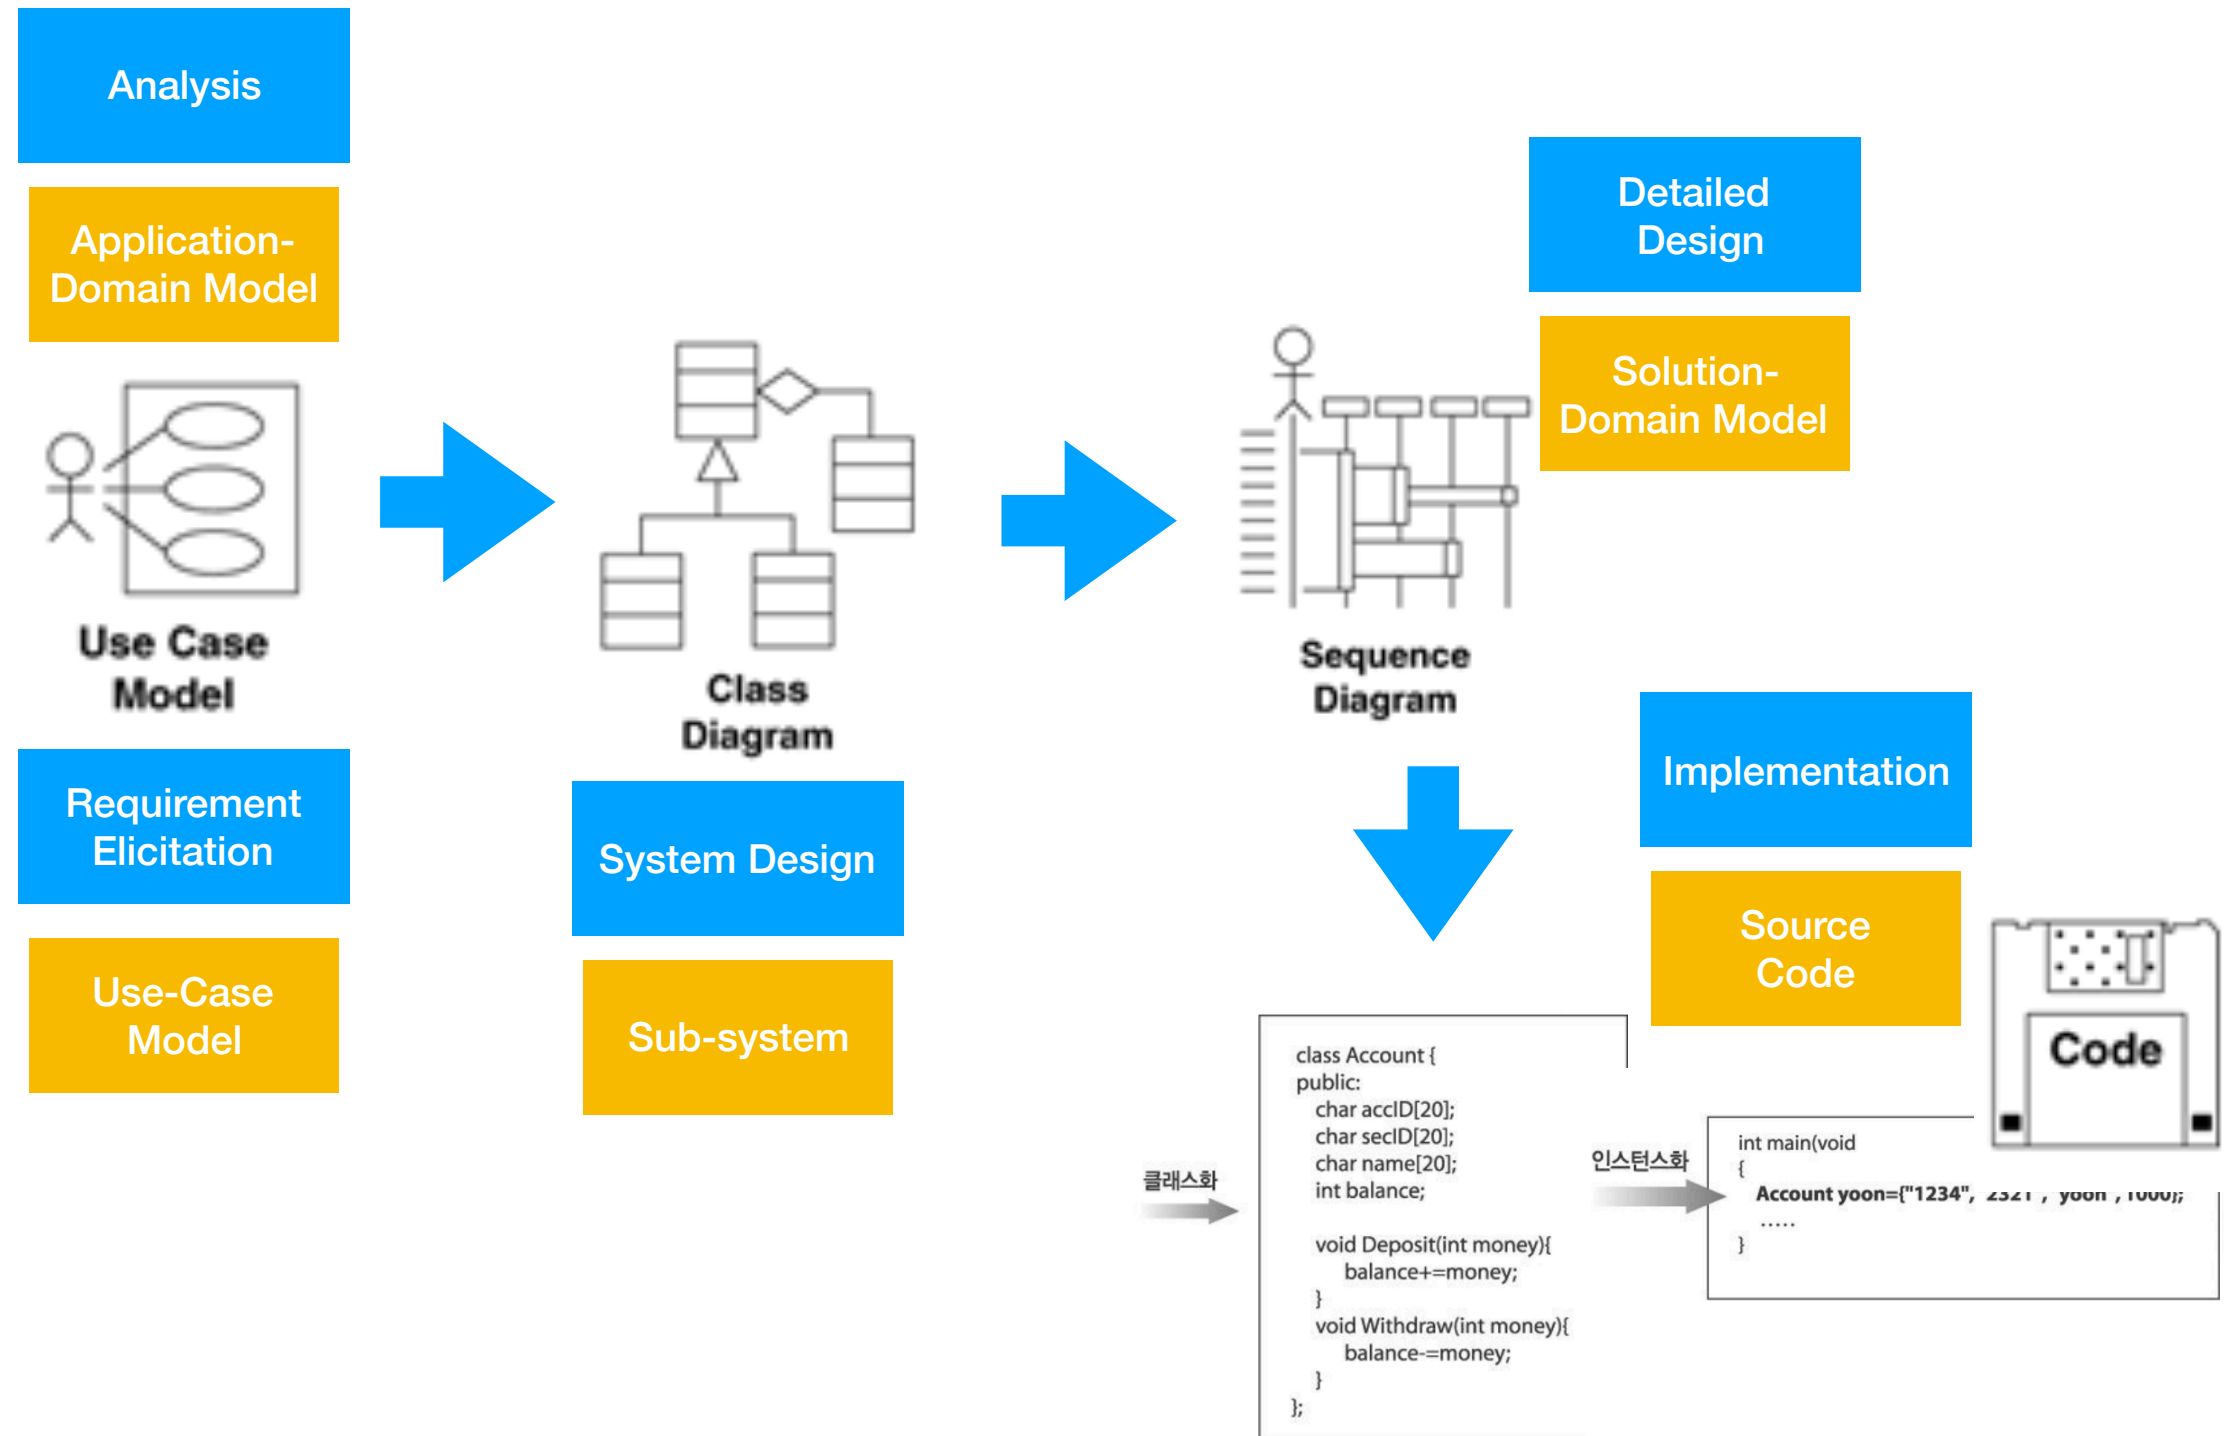 Analysis
Application-
Domain Model
Use Case
Model
Requirement
Elicitation
Use-Case
Model
Class
Diagram
System Design
Sub-system
Detailed
Design
Solution-
Domain Model
Sequence
Diagram
Implementation
Source
Code
Code
클래스화
class Account {
public:
char accID[20];
char secID[20];
char name[20];
int balance;
void Deposit(int money){
balance+=money;
}
void Withdraw(int money){
balance-=money;
}
};
인스턴스화
int main(void
{
Account yoon={"1234", "2321", "yoon", 1000};
.....
}